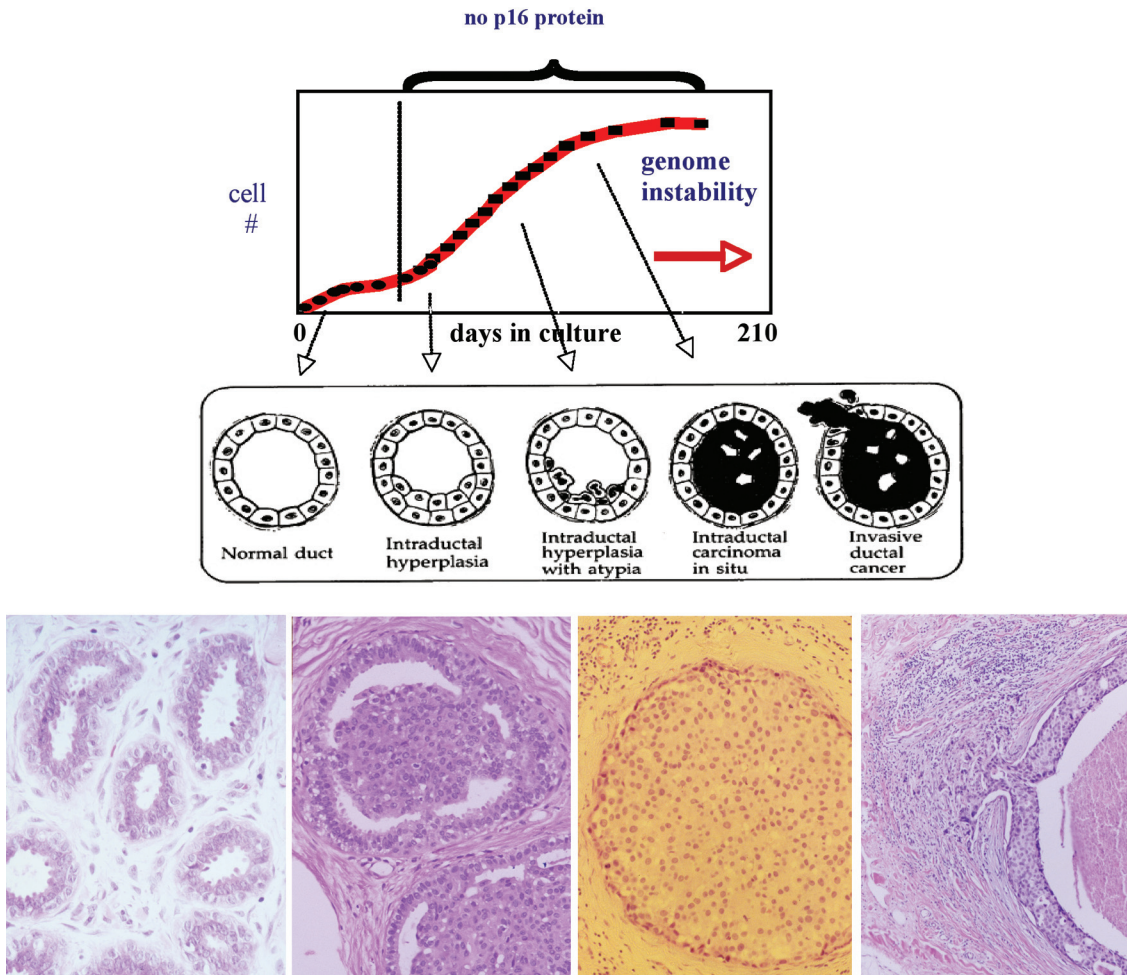 no p16 protein
cell
#
genome
instability
0
days in culture
210
Normal duct
Intraductal
hyperplasia
Intraductal
hyperplasia
with atypia
Intraductal
carcinoma
in situ
Invasive
ductal
cancer